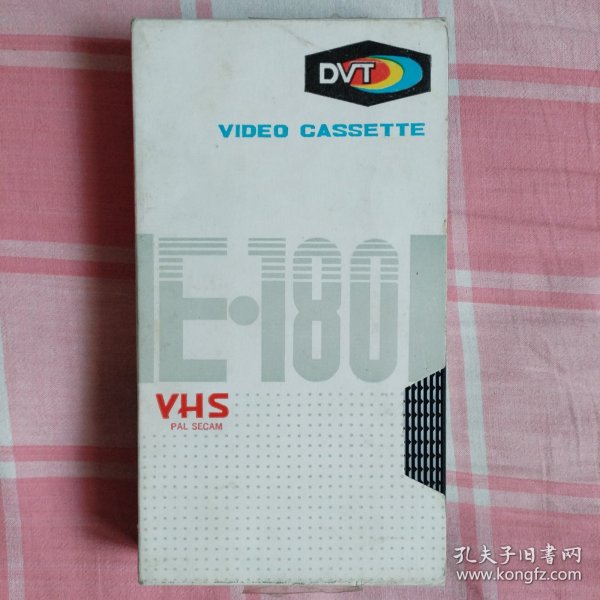 DVT
VIDEO CASSETTE
E-180
VHS
PAL SECAM
孔夫子旧书网
www.kongfz.com